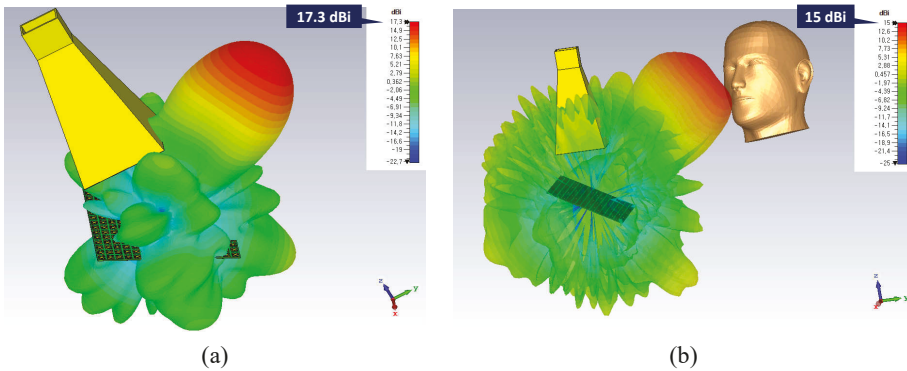 17.3 dBi
dBi
17,3
14,9
12,5
10,1
7,63
5,21
2,79
0,362
-2,06
-4,49
-6,91
-9,34
-11,8
-14,2
-16,6
-19
-22,7
z
y
x
(a)
15 dBi
dBi
15
12,6
10,1
7,73
5,31
2,88
0,457
-1,97
-4,39
-6,82
-9,24
-11,7
-14,1
-16,5
-18,9
-21,4
-25
z
y
x
(b)